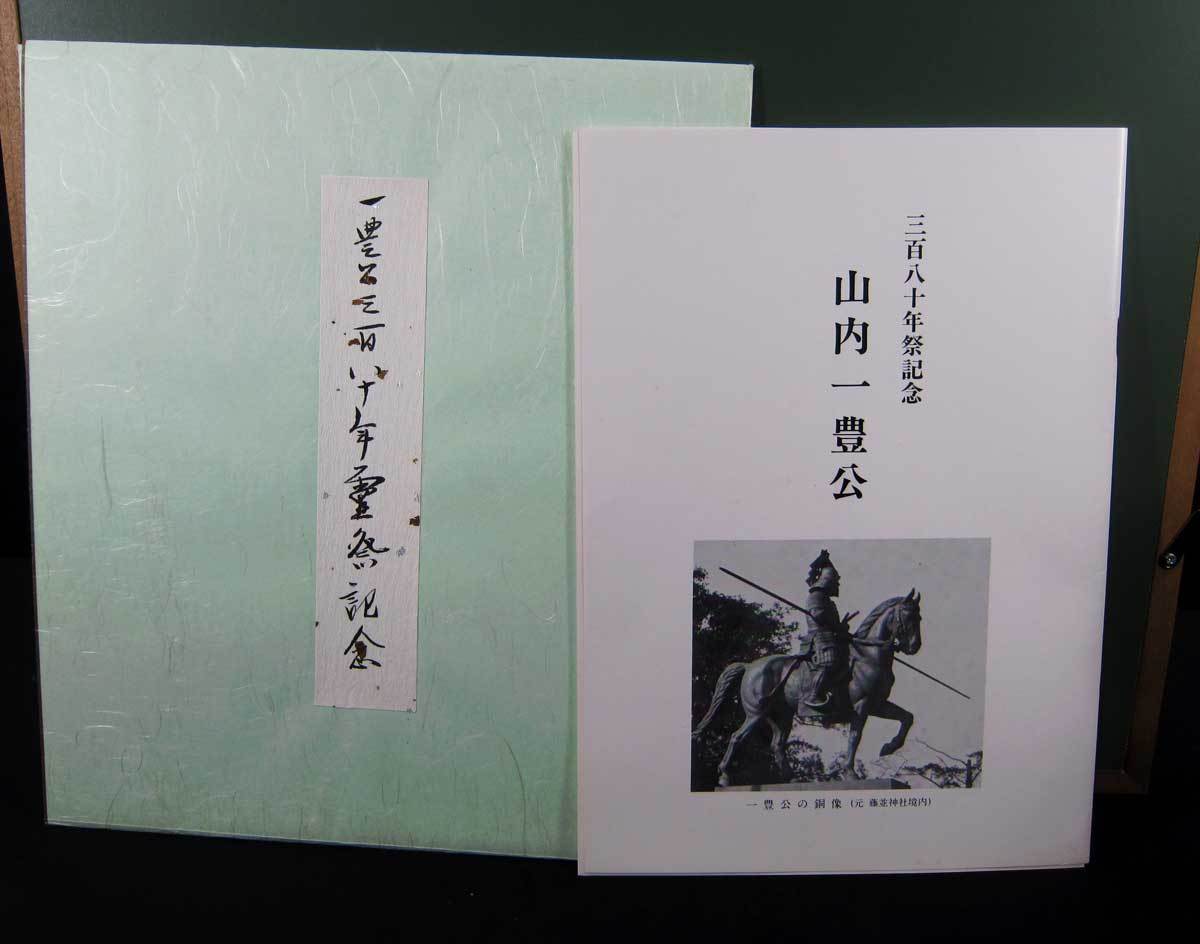 一豊公三百八十年霊祭記念
三百八十年祭記念
山内一豊公
一豊公の銅像（元 藤並神社境内）